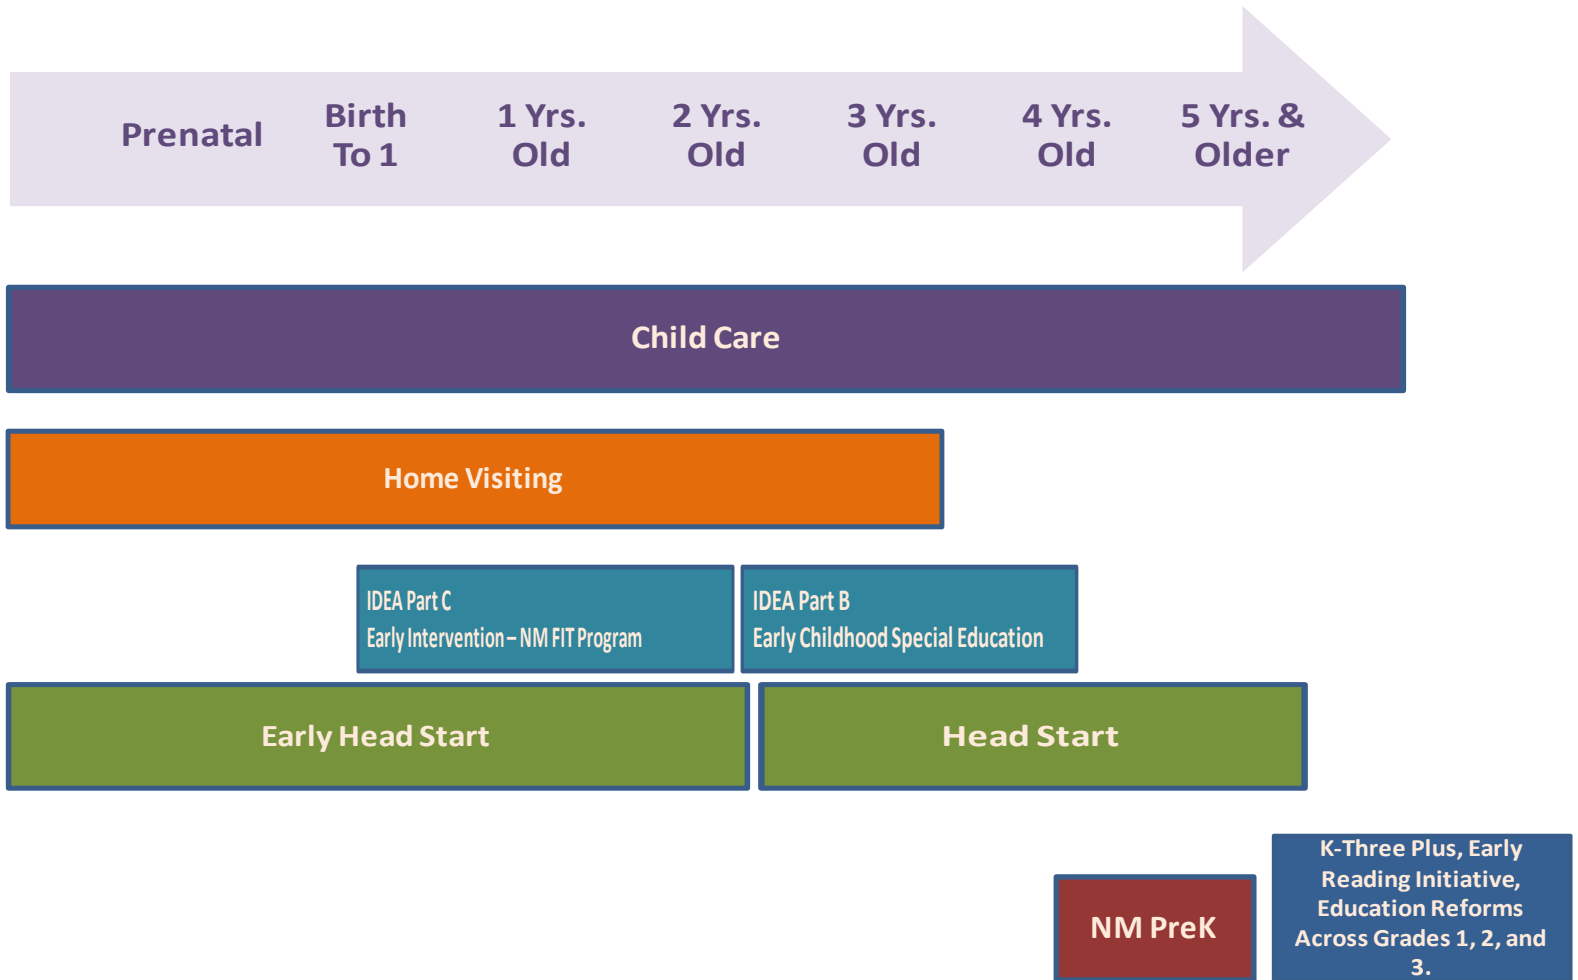 Prenatal
Birth
To 1
1 Yrs.
Old
2 Yrs.
Old
3 Yrs.
Old
4 Yrs.
Old
5 Yrs. &
Older
Child Care
Home Visiting
IDEA Part C
Early Intervention – NM FIT Program
IDEA Part B
Early Childhood Special Education
Early Head Start
Head Start
NM PreK
K-Three Plus, Early
Reading Initiative,
Education Reforms
Across Grades 1, 2, and
3.